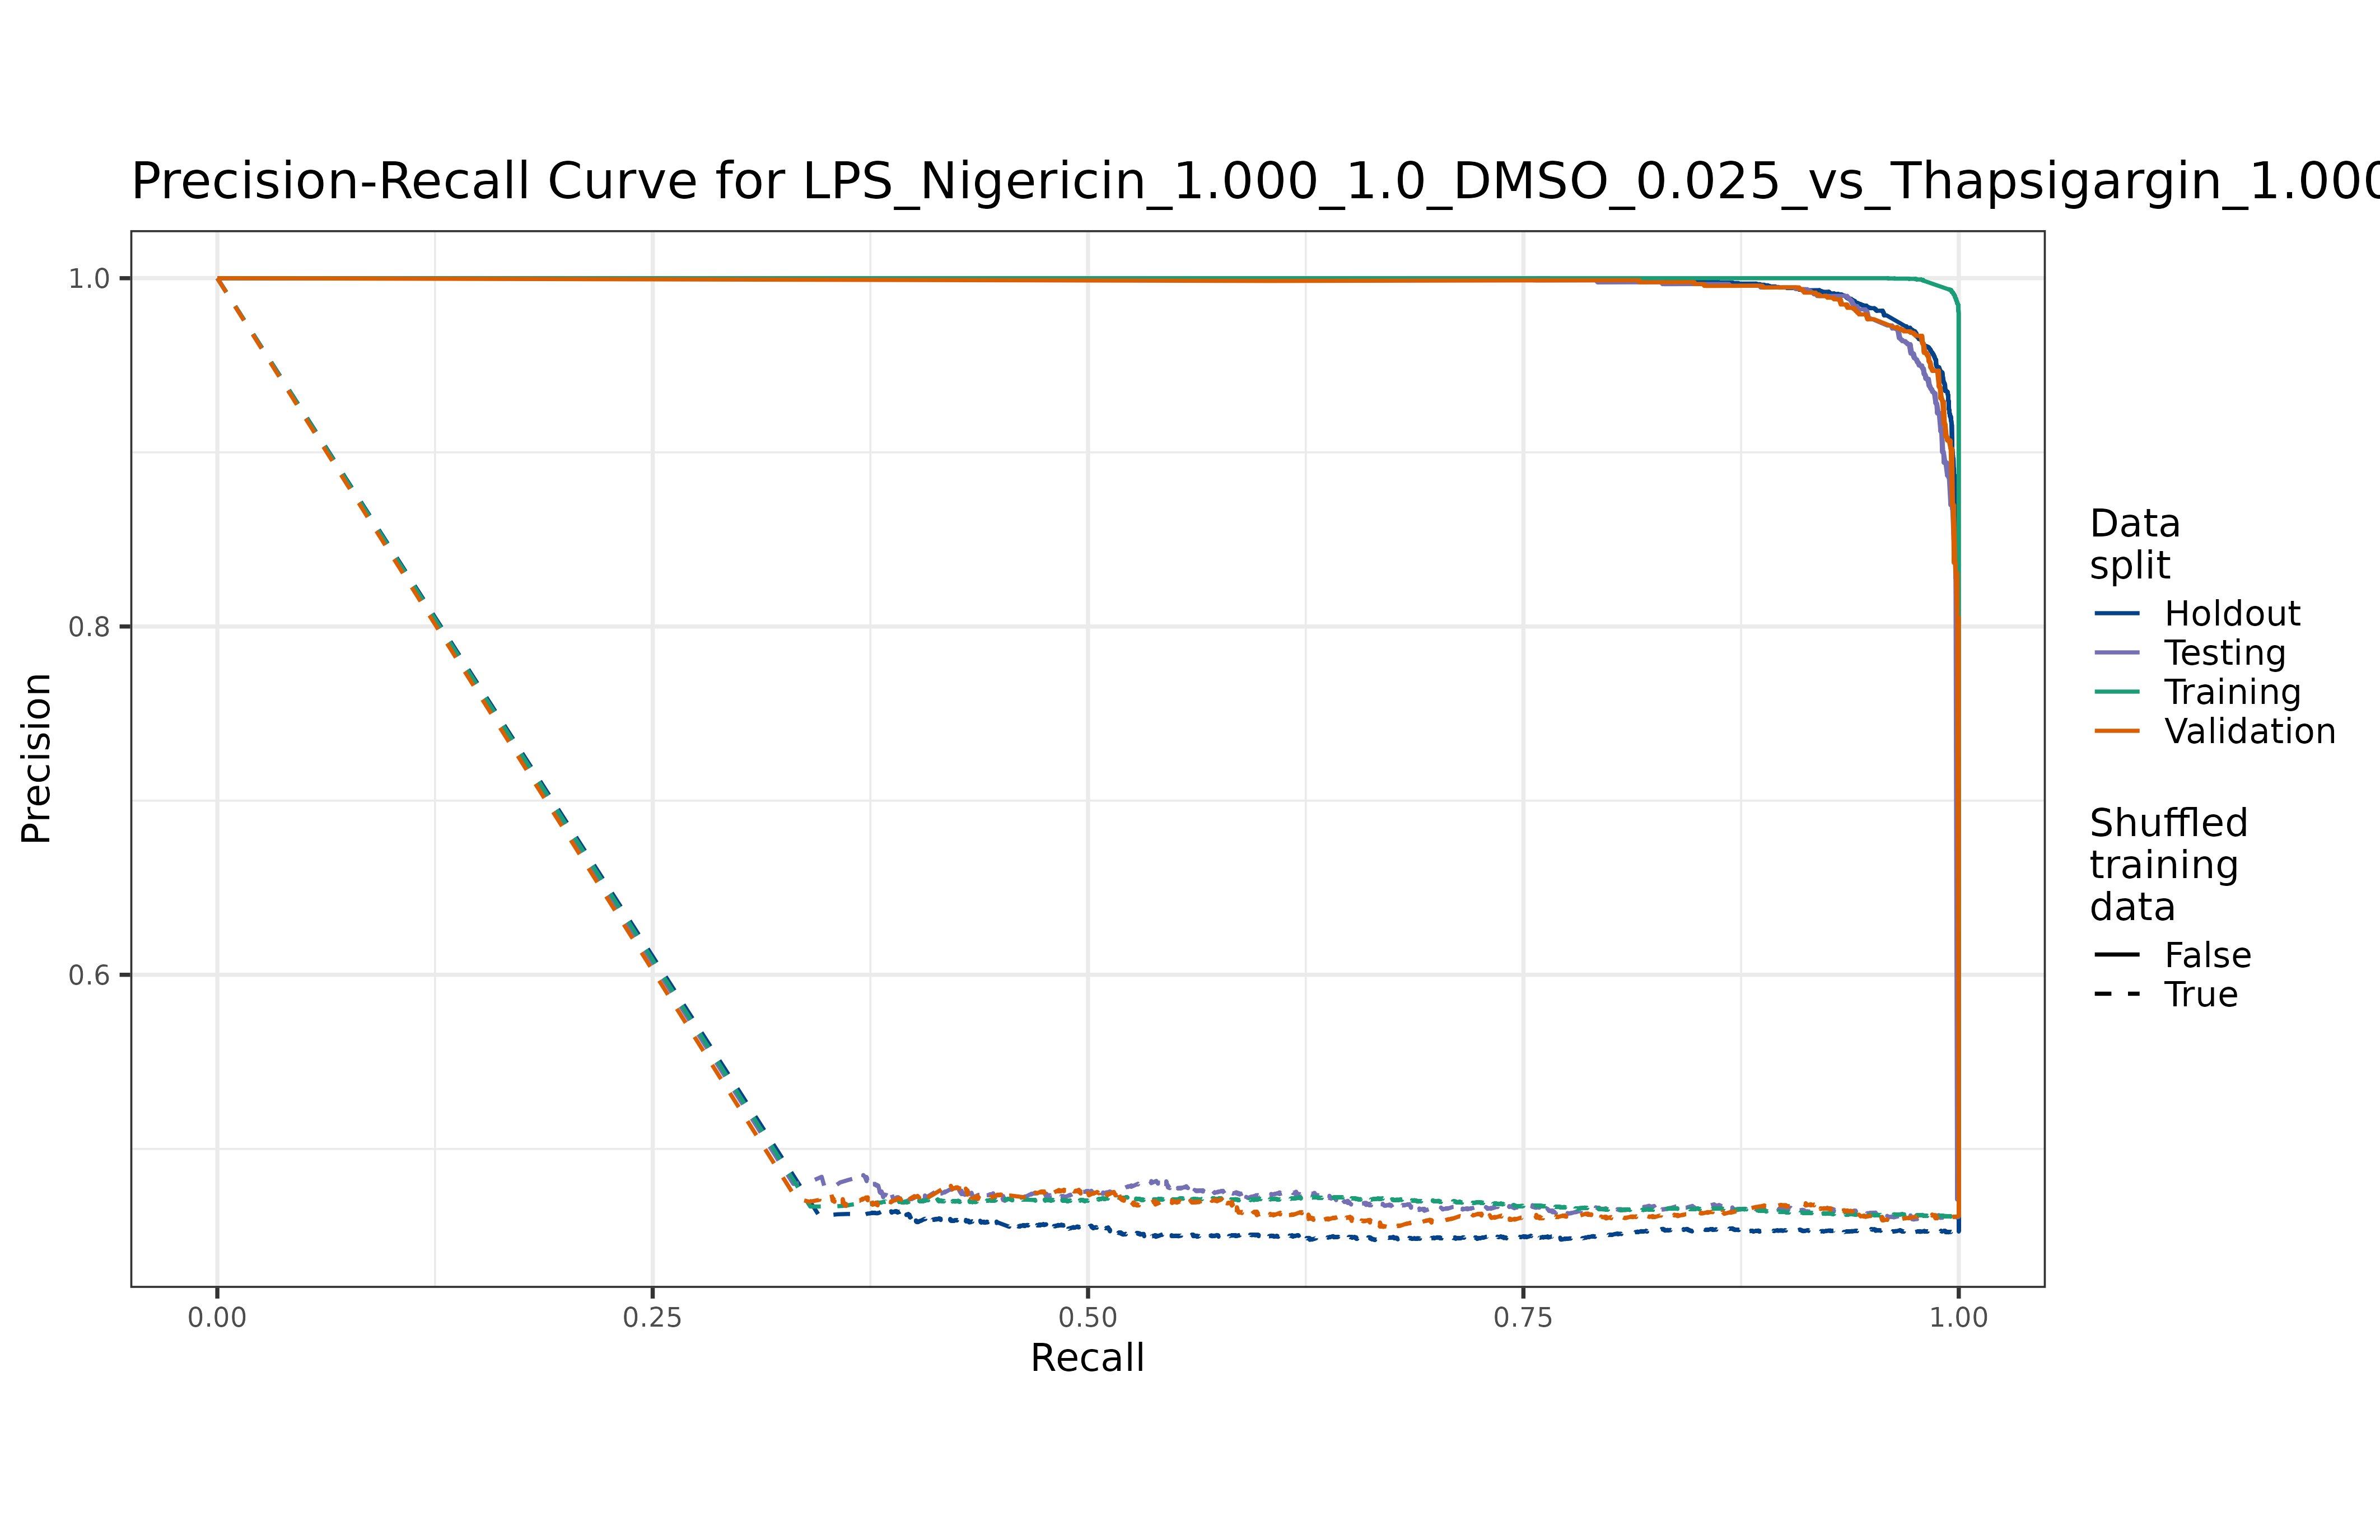 Precision-Recall Curve for LPS_Nigericin_1.000_1.0_DMSO_0.025_vs_Thapsigargin_1.000
1.0
0.8
0.6
Precision
0.00
0.25
0.50
0.75
1.00
Recall
Data
split
Holdout
Testing
Training
Validation
Shuffled
training
data
False
True